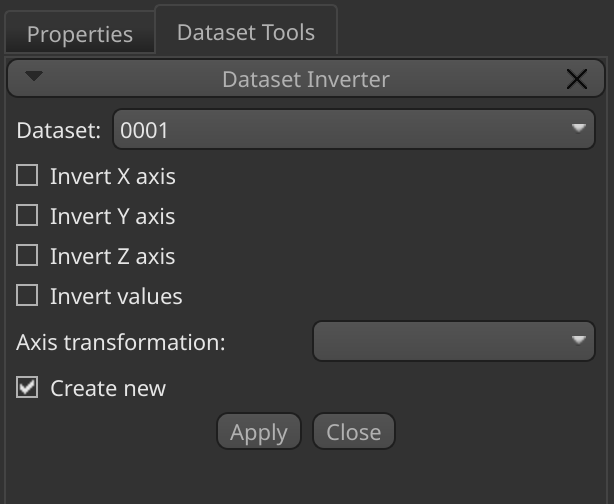 Properties Dataset Tools
Dataset Inverter
Dataset: 0001
Invert X axis
Invert Y axis
Invert Z axis
Invert values
Axis transformation:
Create new
Apply Close